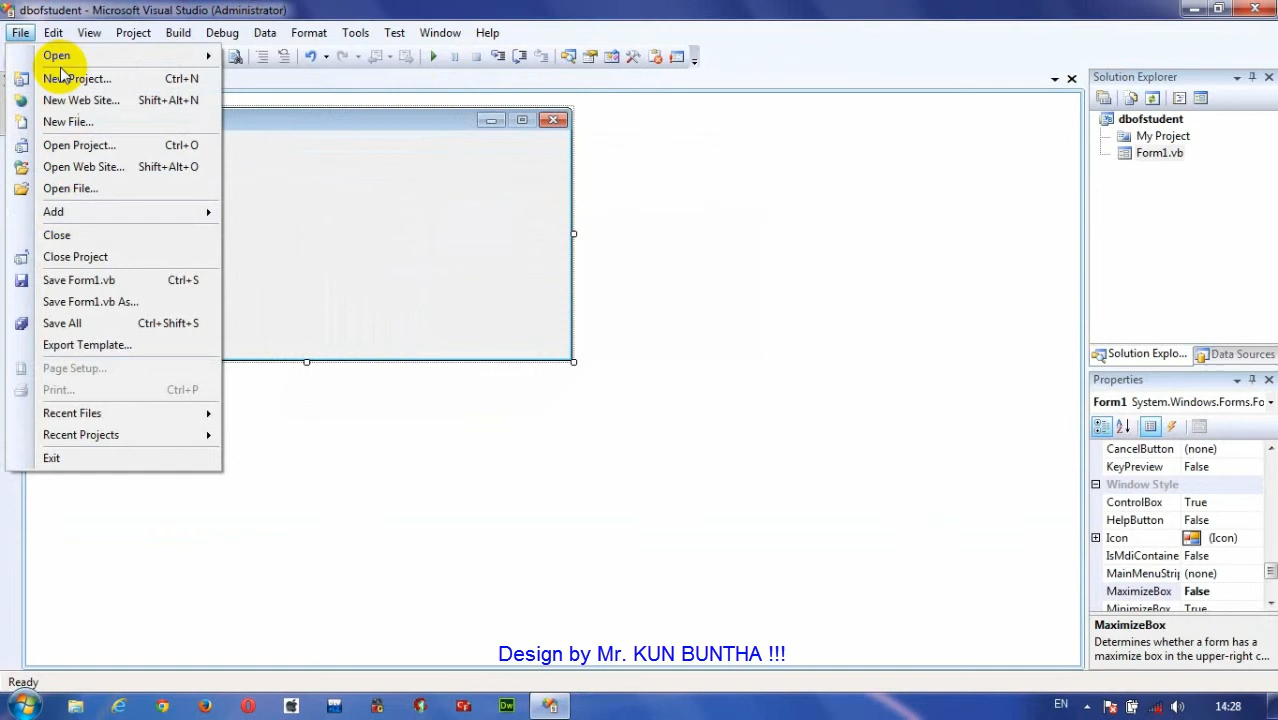 dbofstudent - Microsoft Visual Studio (Administrator)
File Edit View Project Build Debug Data Format Tools Test Window Help
Open
New Project... Ctrl+N
New Web Site... Shift+Alt+N
New File...
Open Project... Ctrl+O
Open Web Site... Shift+Alt+O
Open File...
Add
Close
Close Project
Save Form1.vb Ctrl+S
Save Form1.vb As...
Save All Ctrl+Shift+S
Export Template...
Page Setup...
Print... Ctrl+P
Recent Files
Recent Projects
Exit
Solution Explorer
dbofstudent
My Project
Form1.vb
Solution Explo... Data Sources
Properties
Form1 System.Windows.Forms.Fo
CancelButton (none)
KeyPreview False
Window Style
ControlBox True
HelpButton False
Icon (Icon)
IsMdiContaine False
MainMenuStrip (none)
MaximizeBox False
MinimizeBox True
MaximizeBox
Determines whether a form has a
maximize box in the upper-right c...
Design by Mr. KUN BUNTHA !!!
Ready
Dw EN 14:28